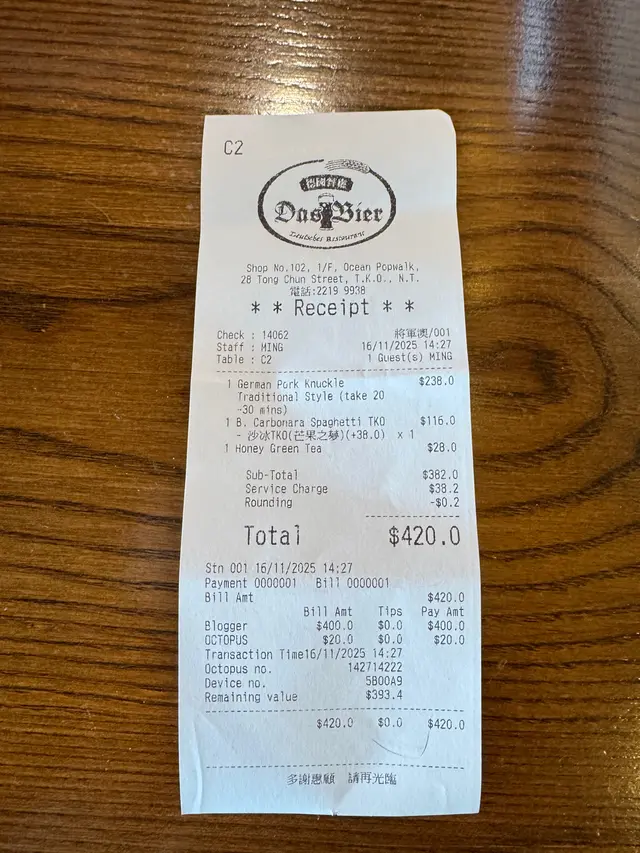 C2
德國餐廳
Das Bier
Deutsches Restaurant
Shop No.102, 1/F, Ocean Popwalk,
28 Tong Chun Street, T.K.O., N.T.
電話:2219 9938
* * Receipt * *
Check : 14062 將軍澳/001
Staff : MING 16/11/2025 14:27
Table : C2 1 Guest(s) MING
1 German Pork Knuckle $238.0
Traditional Style (take 20
-30 mins)
1 B. Carbonara Spaghetti TKO $116.0
- 沙冰TKO(芒果之夢)(+38.0) x 1
1 Honey Green Tea $28.0
Sub-Total $382.0
Service Charge $38.2
Rounding -$0.2
Total $420.0
Stn 001 16/11/2025 14:27
Payment 0000001 Bill 0000001
Bill Amt $420.0
Bill Amt Tips Pay Amt
Blogger $400.0 $0.0 $400.0
OCTOPUS $20.0 $0.0 $20.0
Transaction Time16/11/2025 14:27
Octopus no. 142714222
Device no. 5B00A9
Remaining value $393.4
$420.0 $0.0 $420.0
多謝惠顧 請再光臨